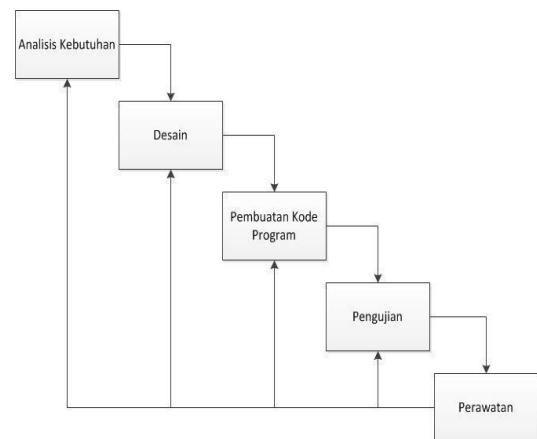 Analisis Kebutuhan
Desain
Pembuatan Kode
Program
Pengujian
Perawatan